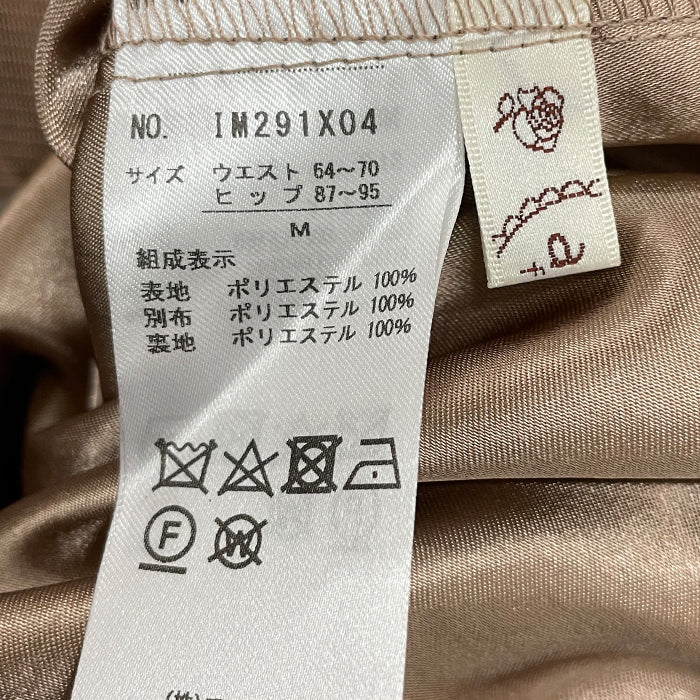 NO. IM291X04
サイズ ウエスト 64～70
ヒップ 87～95
M
組成表示
表地 ポリエステル 100%
別布 ポリエステル 100%
裏地 ポリエステル 100%
F
W